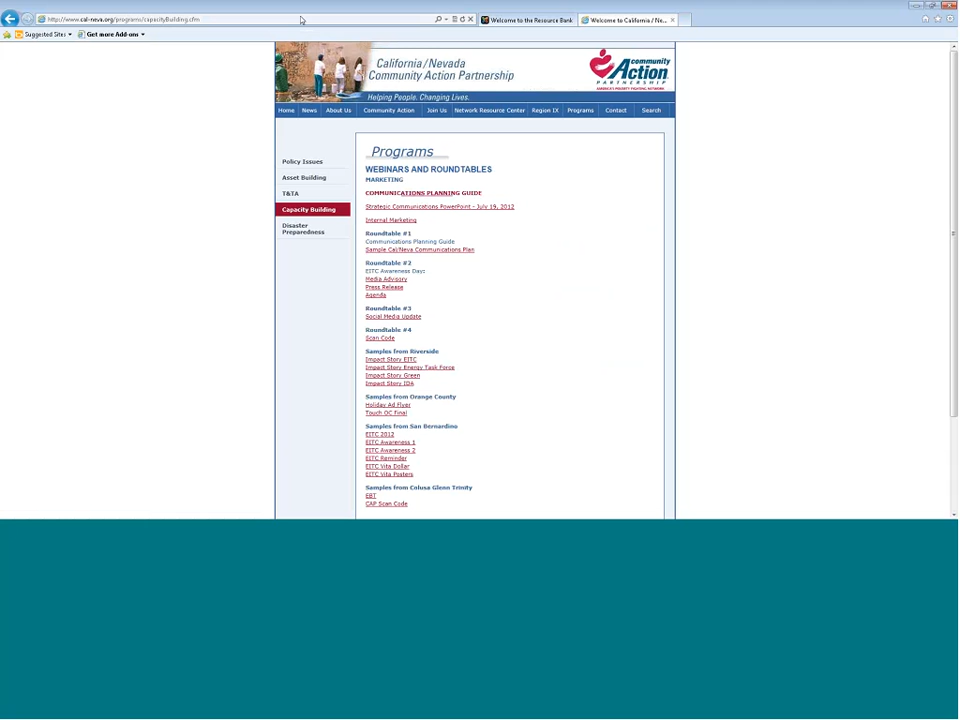 http://www.cal-neva.org/programs/capacityBuilding.cfm
Welcome to the Resource Bank
Welcome to California / Ne...
Suggested Sites
Get more Add-ons
California/Nevada
Community Action Partnership
Helping People. Changing Lives.
community
Action
PARTNERSHIP
AMERICA'S POVERTY FIGHTING NETWORK
Home News About Us Community Action Join Us Network Resource Center Region IX Programs Contact Search
Policy Issues
Asset Building
T&TA
Capacity Building
Disaster
Preparedness
Programs
WEBINARS AND ROUNDTABLES
MARKETING
COMMUNICATIONS PLANNING GUIDE
Strategic Communications PowerPoint - July 19, 2012
Internal Marketing
Roundtable #1
Communications Planning Guide
Sample Cal/Neva Communications Plan
Roundtable #2
EITC Awareness Days
Media Advisory
Press Release
Agenda
Roundtable #3
Social Media Update
Roundtable #4
Scan Code
Samples from Riverside
Impact Story EITC
Impact Story Energy Task Force
Impact Story Green
Impact Story IDA
Samples from Orange County
Holiday Ad Flyer
Touch OC Final
Samples from San Bernardino
EITC 2012
EITC Awareness 1
EITC Awareness 2
EITC Reminder
EITC Vita Dollar
EITC Vita Posters
Samples from Colusa Glenn Trinity
EBT
CAP Scan Code